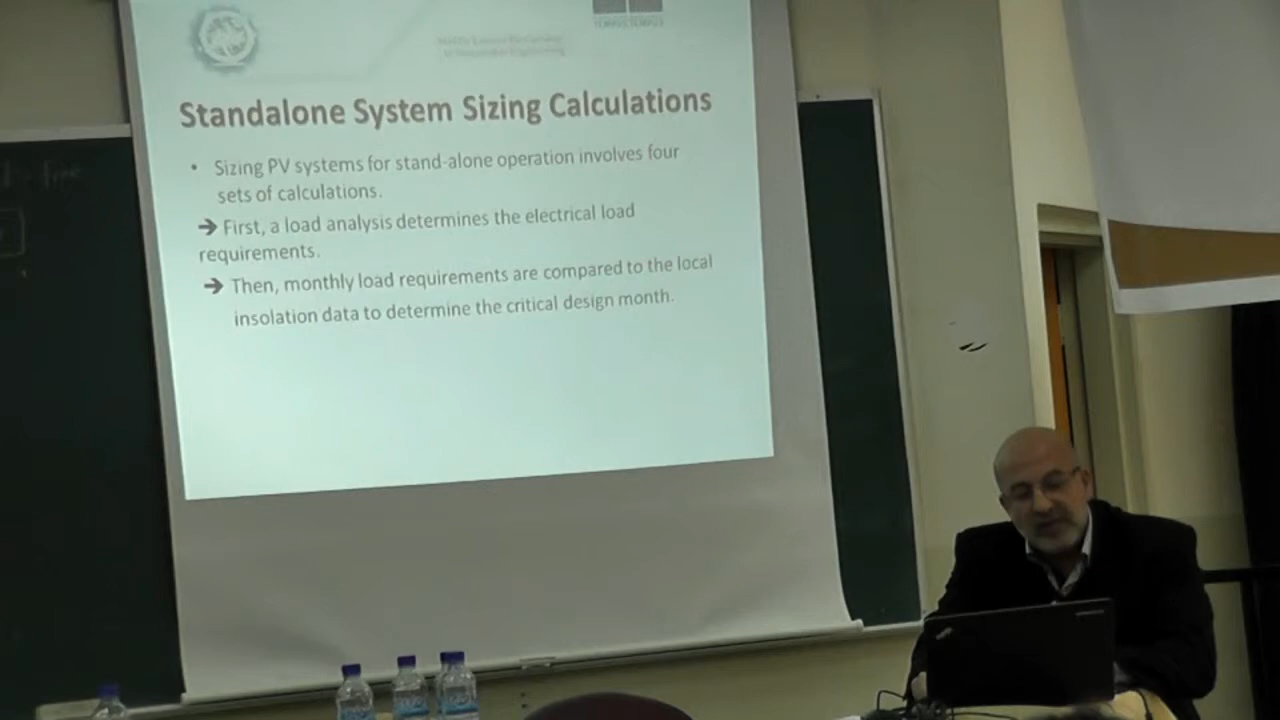 Standalone System Sizing Calculations
• Sizing PV systems for stand-alone operation involves four
sets of calculations.
➔ First, a load analysis determines the electrical load
requirements.
➔ Then, monthly load requirements are compared to the local
insolation data to determine the critical design month.